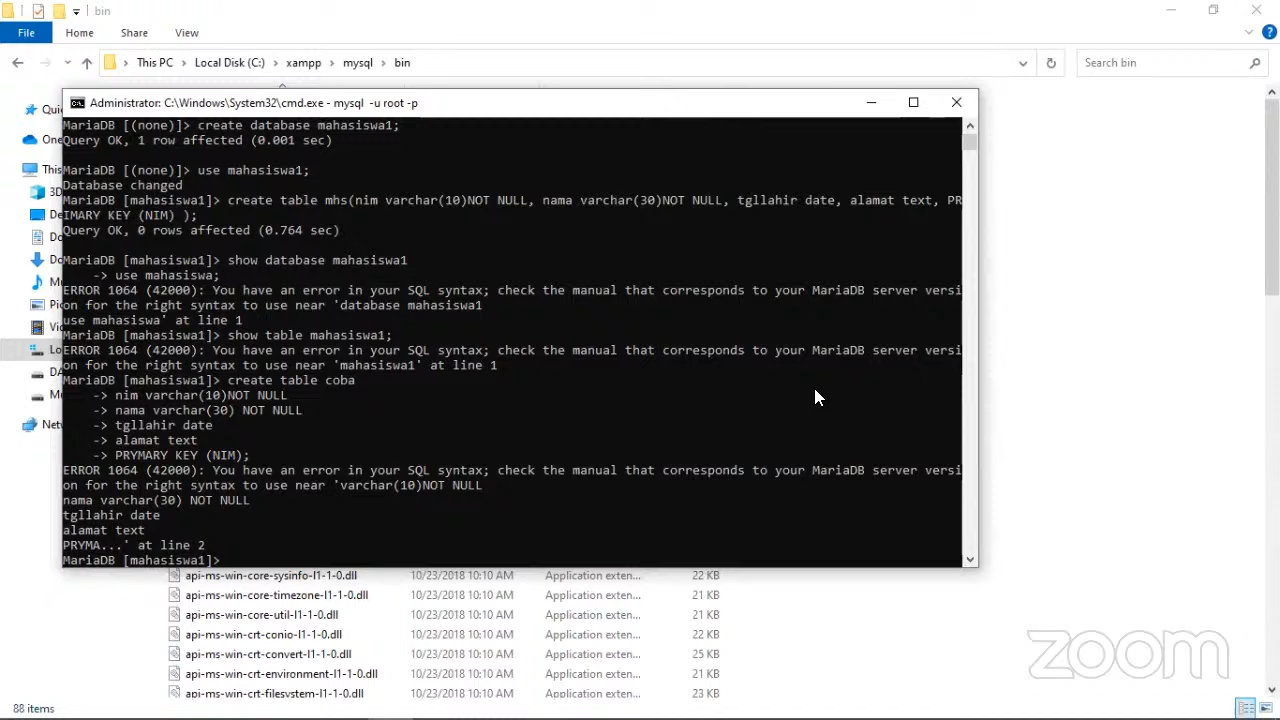 bin
File Home Share View
This PC Local Disk (C:) xampp mysql bin
Search bin
Administrator: C:\Windows\System32\cmd.exe - mysql -u root -p
MariaDB [(none)]> create database mahasiswa1;
Query OK, 1 row affected (0.001 sec)
MariaDB [(none)]> use mahasiswa1;
Database changed
MariaDB [mahasiswa1]> create table mhs(nim varchar(10)NOT NULL, nama varchar(30)NOT NULL, tgllahir date, alamat text, PR
IMARY KEY (NIM) );
Query OK, 0 rows affected (0.764 sec)
MariaDB [mahasiswa1]> show database mahasiswa1
-> use mahasiswa;
ERROR 1064 (42000): You have an error in your SQL syntax; check the manual that corresponds to your MariaDB server versi
on for the right syntax to use near 'database mahasiswa1
use mahasiswa' at line 1
MariaDB [mahasiswa1]> show table mahasiswa1;
ERROR 1064 (42000): You have an error in your SQL syntax; check the manual that corresponds to your MariaDB server versi
on for the right syntax to use near 'mahasiswa1' at line 1
MariaDB [mahasiswa1]> create table coba
-> nim varchar(10)NOT NULL
-> nama varchar(30) NOT NULL
-> tgllahir date
-> alamat text
-> PRYMARY KEY (NIM);
ERROR 1064 (42000): You have an error in your SQL syntax; check the manual that corresponds to your MariaDB server versi
on for the right syntax to use near 'varchar(10)NOT NULL
nama varchar(30) NOT NULL
tgllahir date
alamat text
PRYMA...' at line 2
MariaDB [mahasiswa1]>
api-ms-win-core-sysinfo-l1-1-0.dll 10/23/2018 10:10 AM Application exten... 22 KB
api-ms-win-core-timezone-l1-1-0.dll 10/23/2018 10:10 AM Application exten... 21 KB
api-ms-win-core-util-l1-1-0.dll 10/23/2018 10:10 AM Application exten... 21 KB
api-ms-win-crt-conio-l1-1-0.dll 10/23/2018 10:10 AM Application exten... 22 KB
api-ms-win-crt-convert-l1-1-0.dll 10/23/2018 10:10 AM Application exten... 25 KB
api-ms-win-crt-environment-l1-1-0.dll 10/23/2018 10:10 AM Application exten... 21 KB
api-ms-win-crt-filesystem-l1-1-0.dll 10/23/2018 10:10 AM Application exten... 23 KB
88 items
zoom